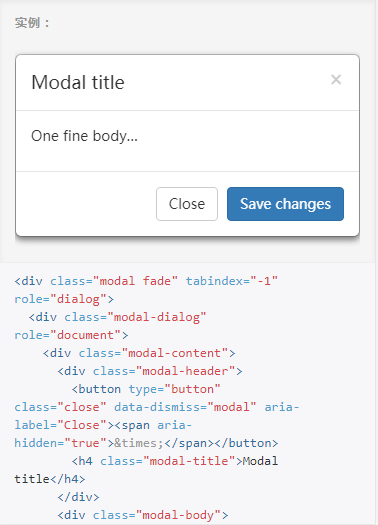 实例：
Modal title ×
One fine body...
Close Save changes
<div class="modal fade" tabindex="-1"
role="dialog">
<div class="modal-dialog"
role="document">
<div class="modal-content">
<div class="modal-header">
<button type="button"
class="close" data-dismiss="modal" aria-
label="Close"><span aria-
hidden="true">&times;</span></button>
<h4 class="modal-title">Modal
title</h4>
</div>
<div class="modal-body">